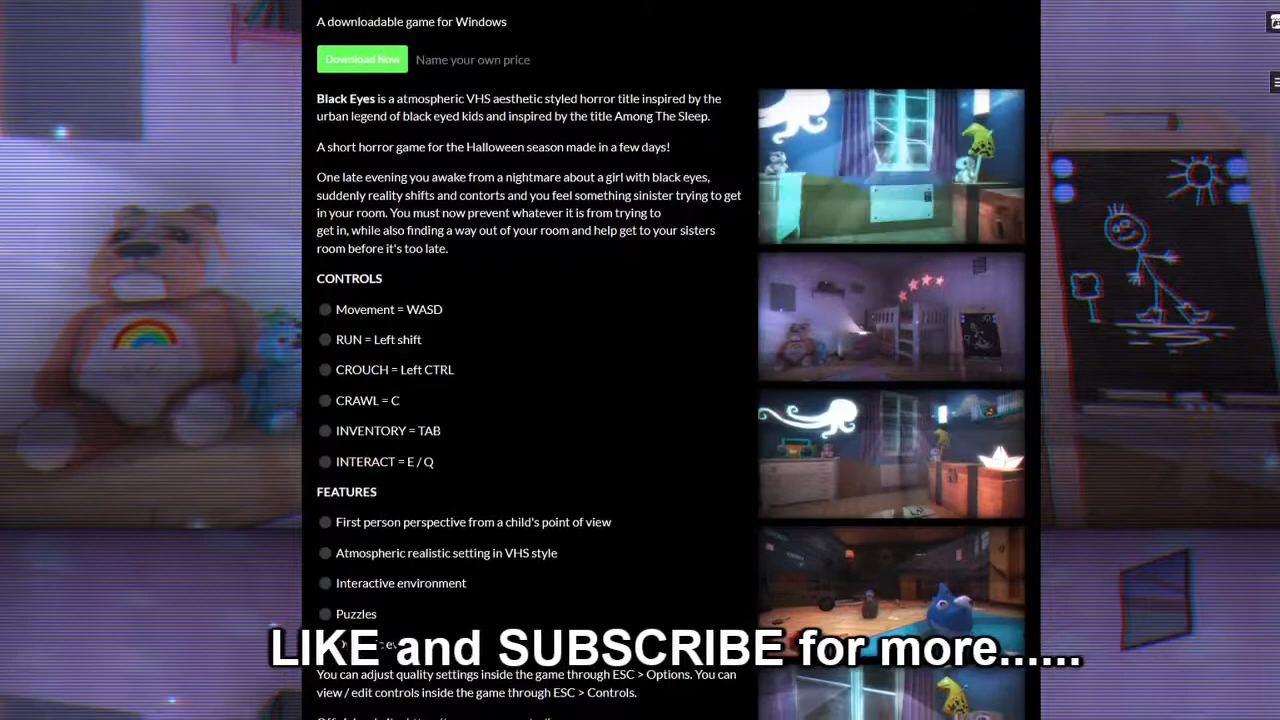 A downloadable game for Windows
Download Now Name your own price
Black Eyes is a atmospheric VHS aesthetic styled horror title inspired by the
urban legend of black eyed kids and inspired by the title Among The Sleep.
A short horror game for the Halloween season made in a few days!
One late evening you awake from a nightmare about a girl with black eyes,
suddenly reality shifts and contorts and you feel something sinister trying to get
in your room. You must now prevent whatever it is from trying to
get in, while also finding a way out of your room and help get to your sisters
room before it's too late.
CONTROLS
Movement = WASD
RUN = Left shift
CROUCH = Left CTRL
CRAWL = C
INVENTORY = TAB
INTERACT = E / Q
FEATURES
First person perspective from a child's point of view
Atmospheric realistic setting in VHS style
Interactive environment
Puzzles
LIKE and SUBSCRIBE for more......
You can adjust quality settings inside the game through ESC > Options. You can
view / edit controls inside the game through ESC > Controls.